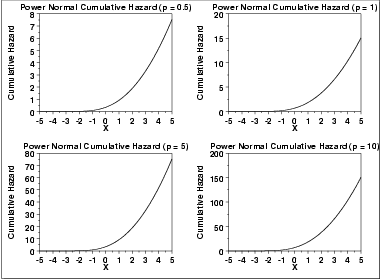 Power Normal Cumulative Hazard (p = 0.5)
Power Normal Cumulative Hazard (p = 1)
Cumulative Hazard
7
6
5
4
3
2
1
0
-5 -4 -3 -2 -1 0 1 2 3 4 5
X
Cumulative Hazard
20
15
10
5
0
-5 -4 -3 -2 -1 0 1 2 3 4 5
X
Power Normal Cumulative Hazard (p = 5)
Power Normal Cumulative Hazard (p = 10)
Cumulative Hazard
80
70
60
50
40
30
20
10
0
-5 -4 -3 -2 -1 0 1 2 3 4 5
X
Cumulative Hazard
200
150
100
50
0
-5 -4 -3 -2 -1 0 1 2 3 4 5
X